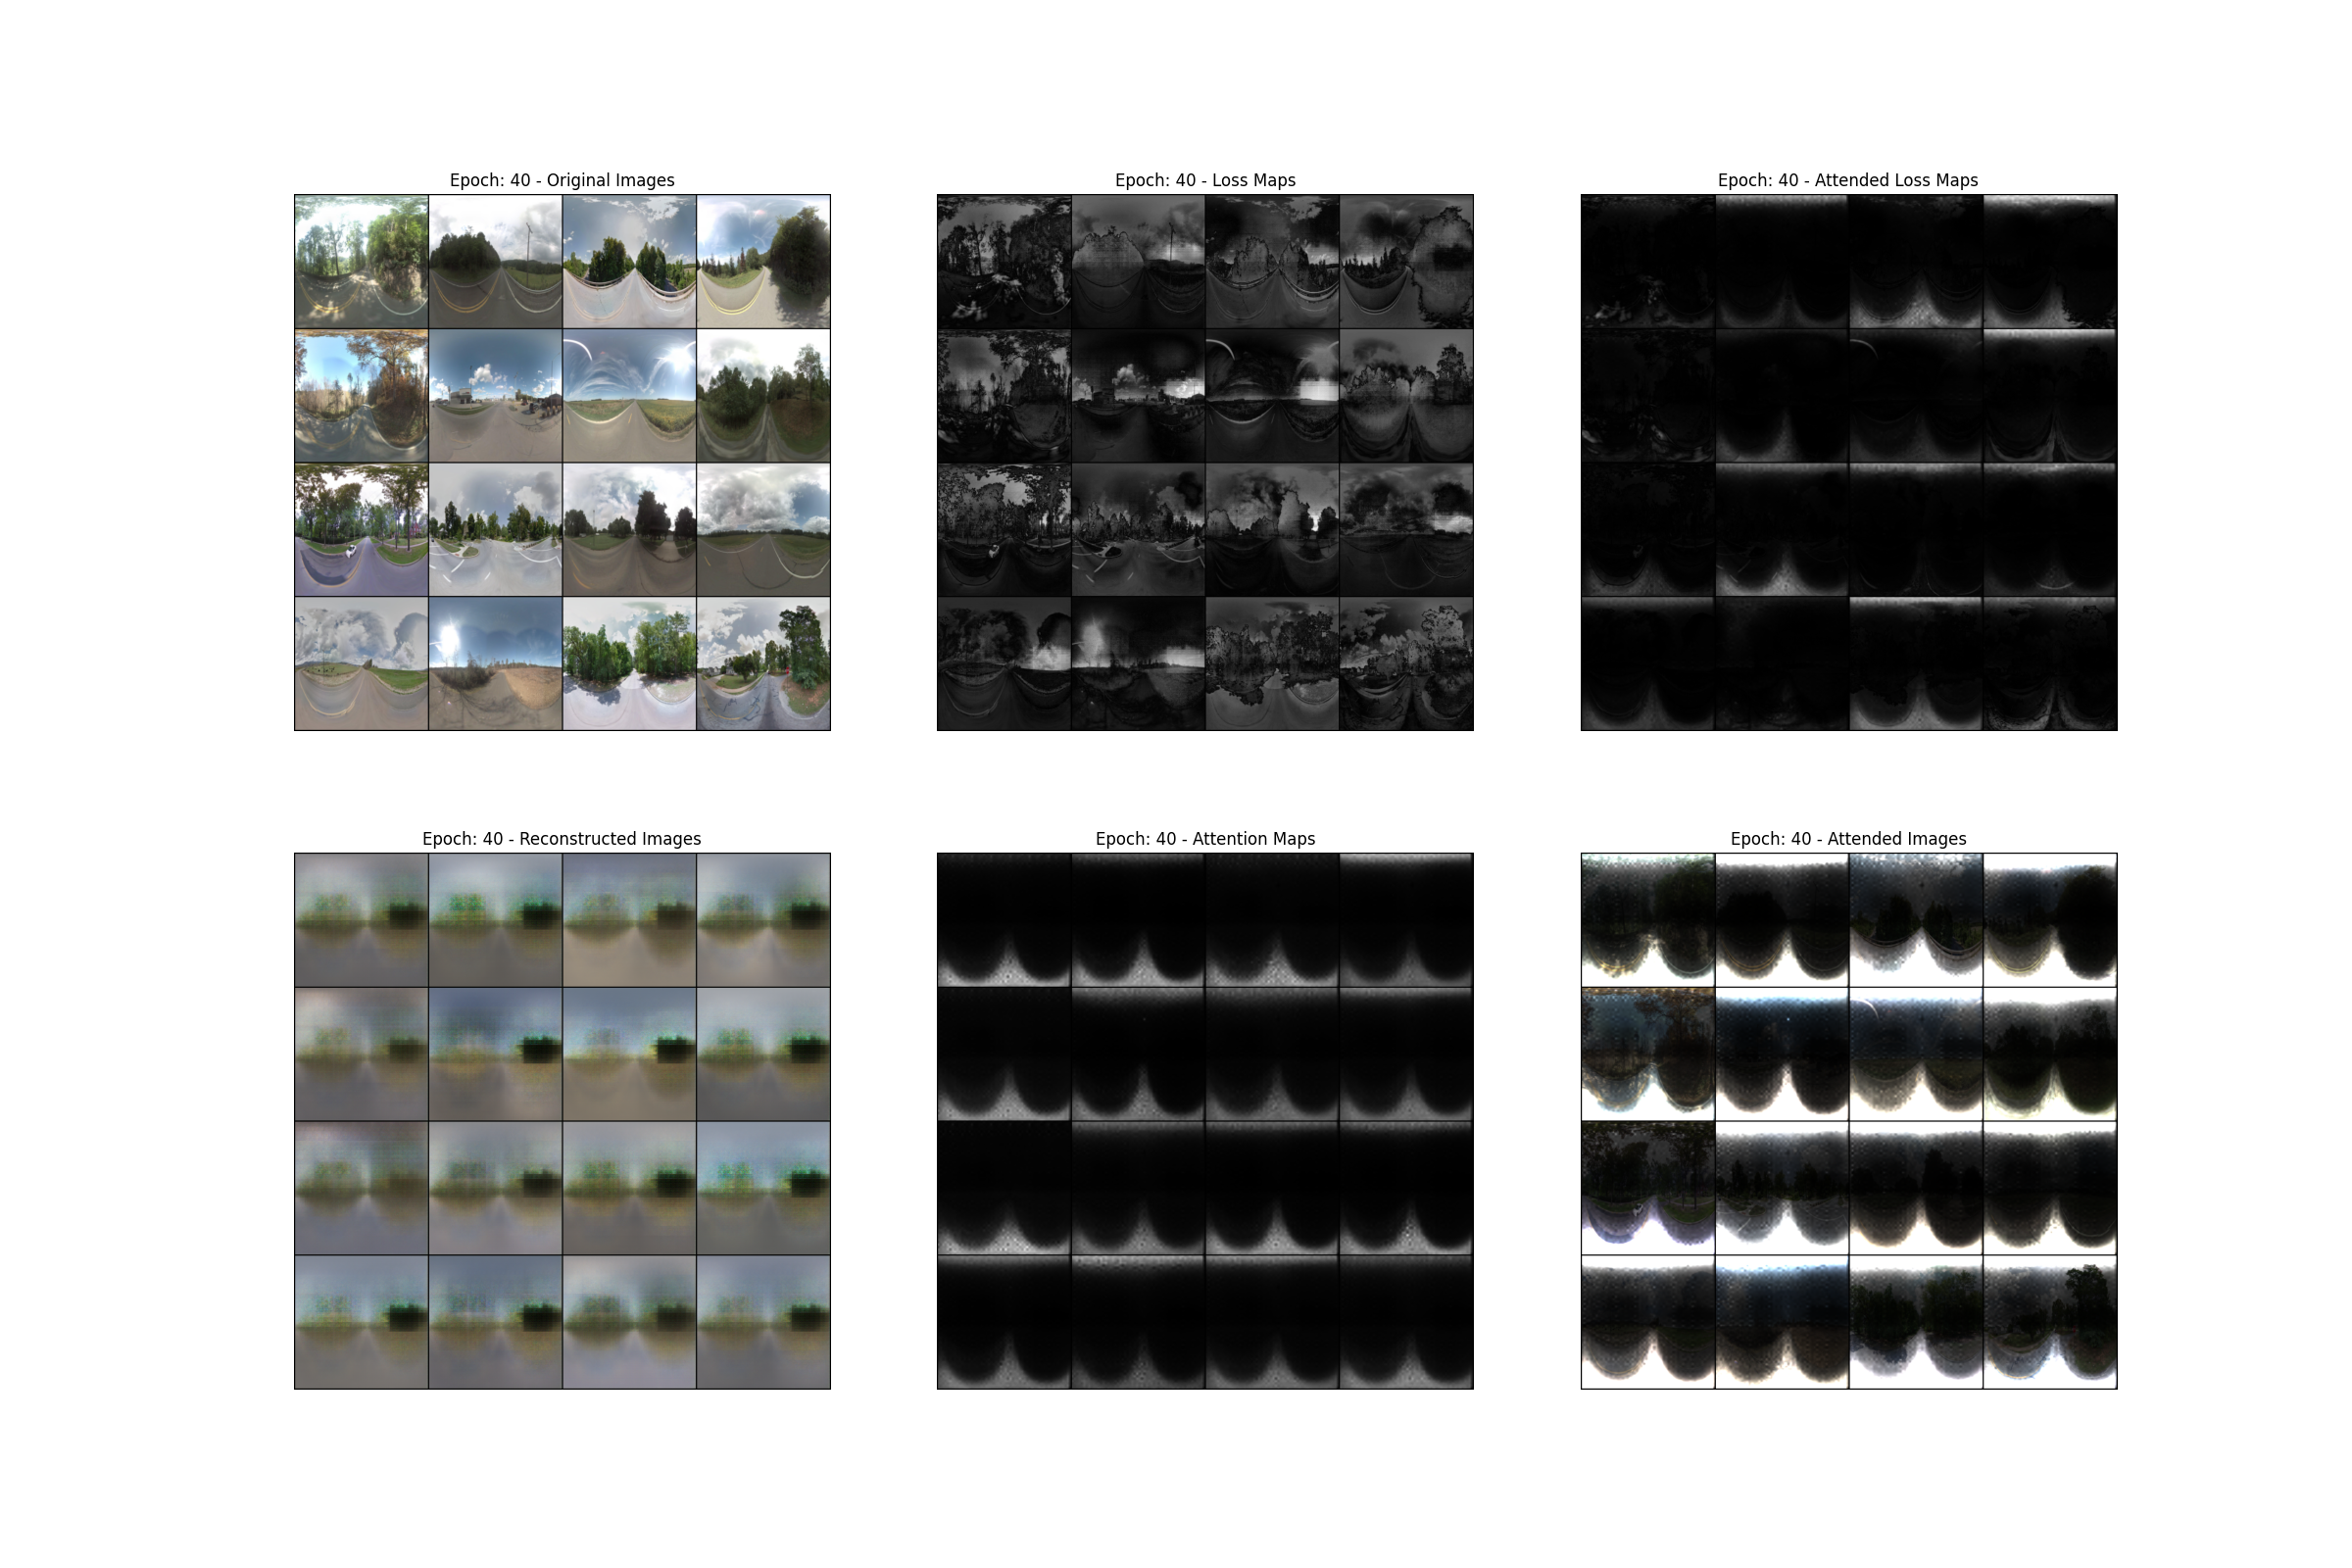 Epoch: 40 - Original Images
Epoch: 40 - Loss Maps
Epoch: 40 - Attended Loss Maps
Epoch: 40 - Reconstructed Images
Epoch: 40 - Attention Maps
Epoch: 40 - Attended Images